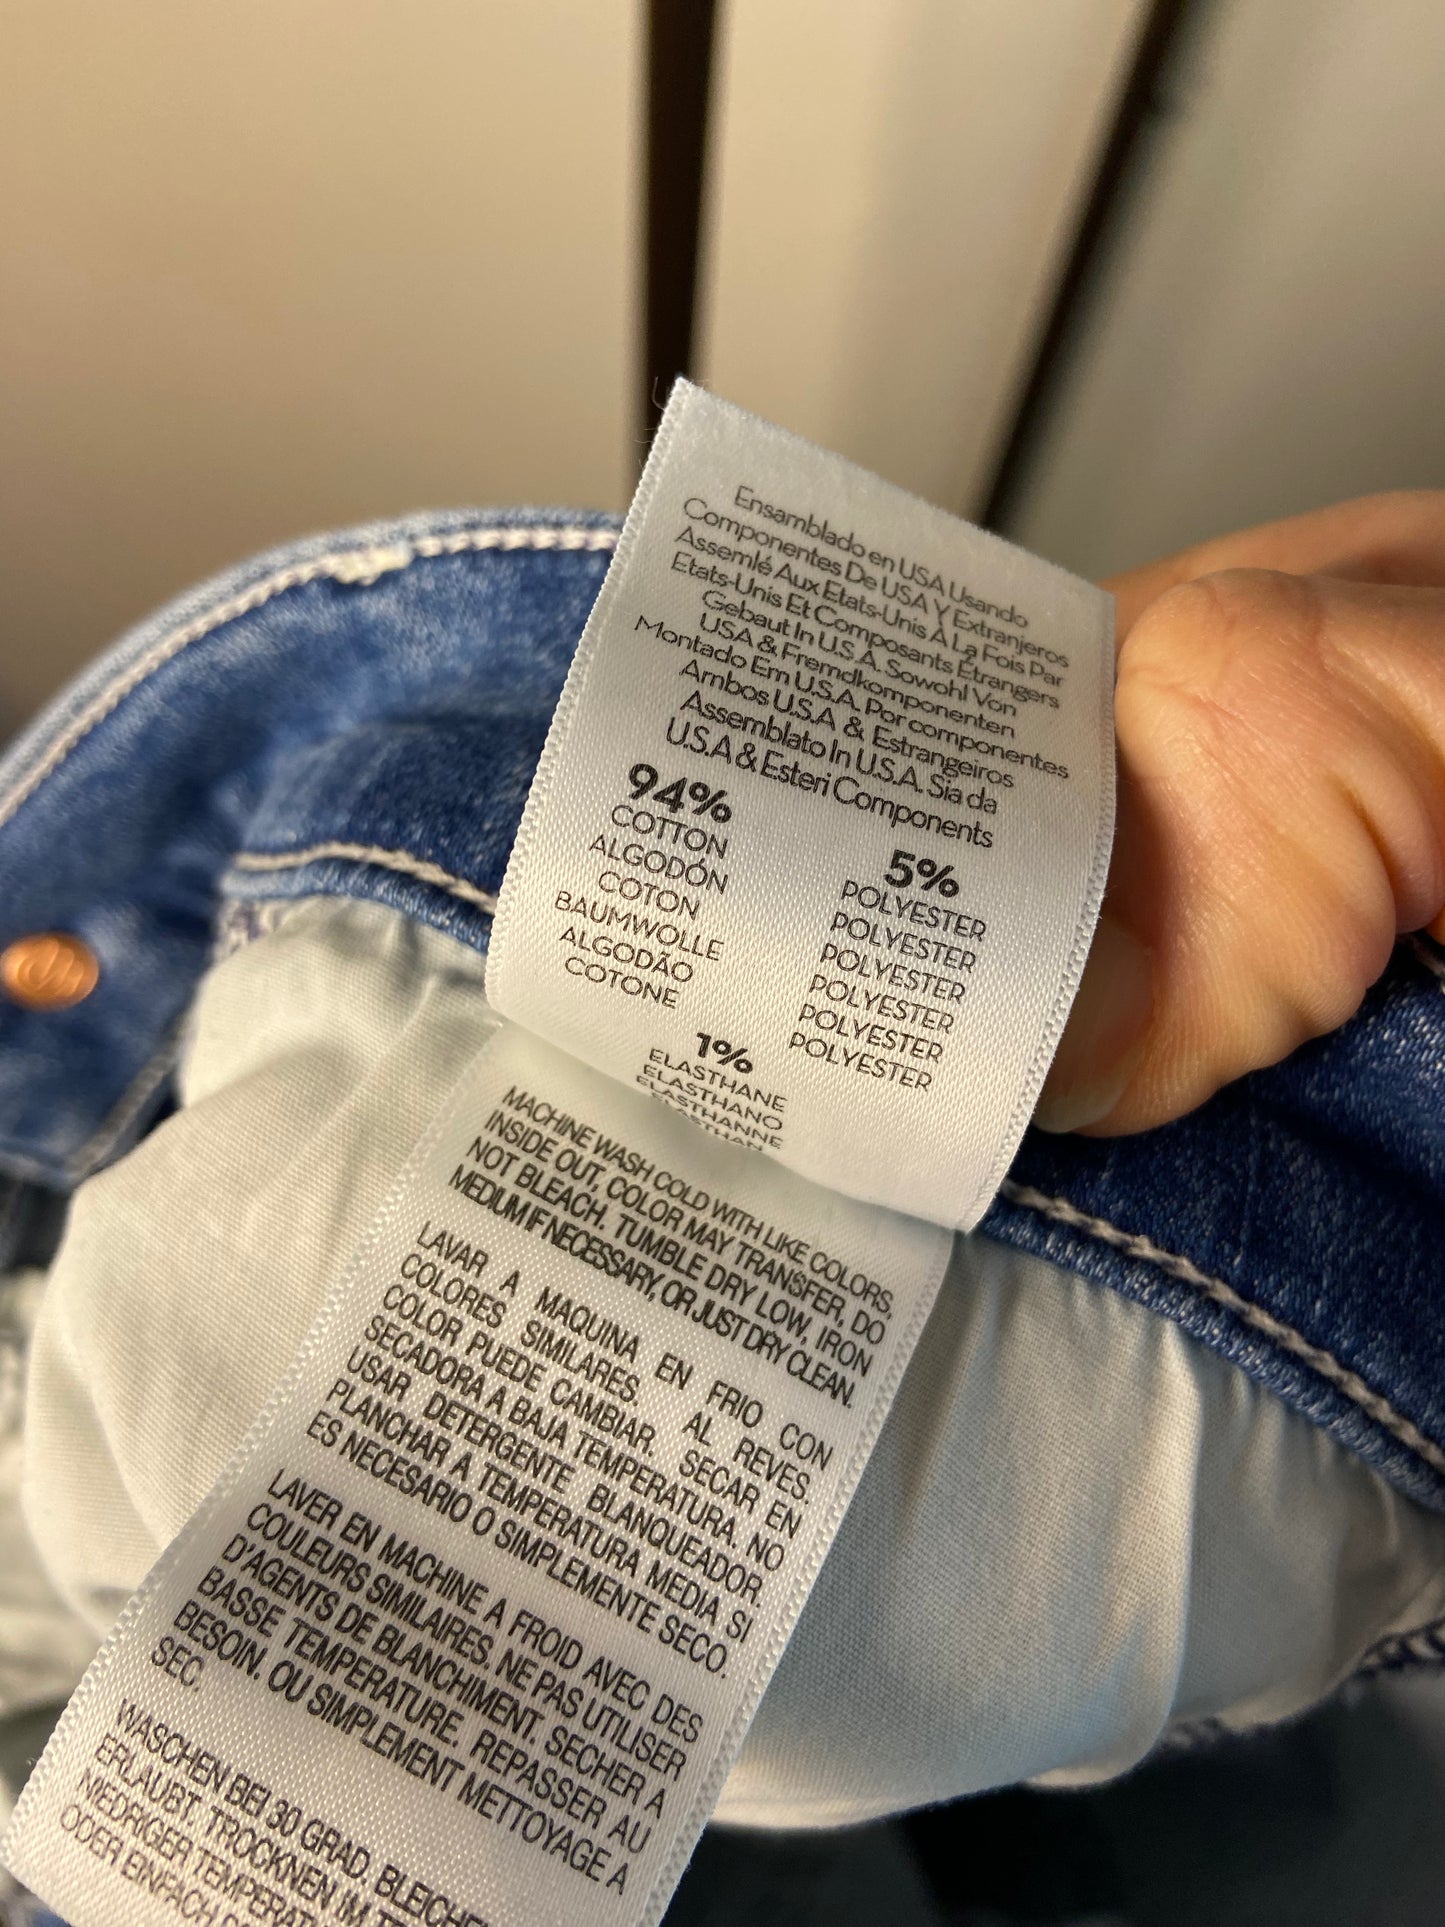 Ensamblado en USA Usando
Componentes De USA Y Extranjeros
Assemlé Aux Etats-Unis À La Fois Par
Etats-Unis Et Composants Étrangers
Gebaut In U.S.A. Sowohl Von
USA & Fremdkomponenten
Montado Em U.S.A. Por componentes
Ambos U.S.A & Estrangeiros
Assemblato In U.S.A. Sia da
U.S.A & Esteri Components
94%
COTTON
ALGODÓN
COTON
BAUMWOLLE
ALGODÃO
COTONE
5%
POLYESTER
POLYESTER
POLYESTER
POLYESTER
POLYESTER
POLYESTER
1%
ELASTHANE
ELASTHANO
ELASTHANNE
ELASTHAN
MACHINE WASH COLD WITH LIKE COLORS,
INSIDE OUT, COLOR MAY TRANSFER, DO
NOT BLEACH. TUMBLE DRY LOW, IRON
MEDIUM IF NECESSARY, OR JUST DRY CLEAN.
LAVAR A MAQUINA EN FRIO CON
COLORES SIMILARES. AL REVES.
COLOR PUEDE CAMBIAR. SECAR EN
SECADORA A BAJA TEMPERATURA. NO
USAR DETERGENTE BLANQUEADOR.
PLANCHAR A TEMPERATURA MEDIA SI
ES NECESARIO O SIMPLEMENTE SECO.
LAVER EN MACHINE A FROID AVEC DES
COULEURS SIMILAIRES. NE PAS UTILISER
D'AGENTS DE BLANCHIMENT. SECHER A
BASSE TEMPERATURE. REPASSER AU
BESOIN. OU SIMPLEMENT METTOYAGE A
SEC.
WASCHEN BEI 30 GRAD. BLEICHE
ERLAUBT. TROCKNEN IM
NIEDRIGER TEMPERAT
ODER EINFACH